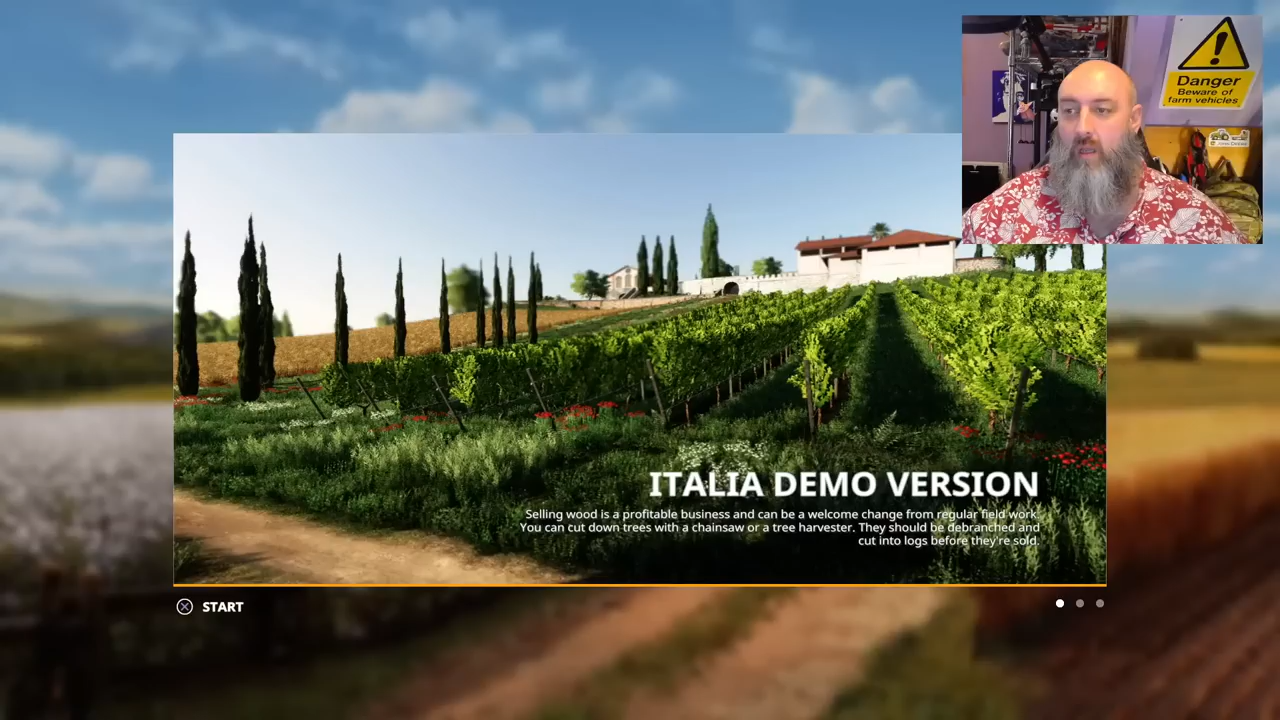 Danger
Beware of
farm vehicles
JOHN DEERE
ITALIA DEMO VERSION
Selling wood is a profitable business and can be a welcome change from regular field work.
You can cut down trees with a chainsaw or a tree harvester. They should be debranched and
cut into logs before they're sold.
START